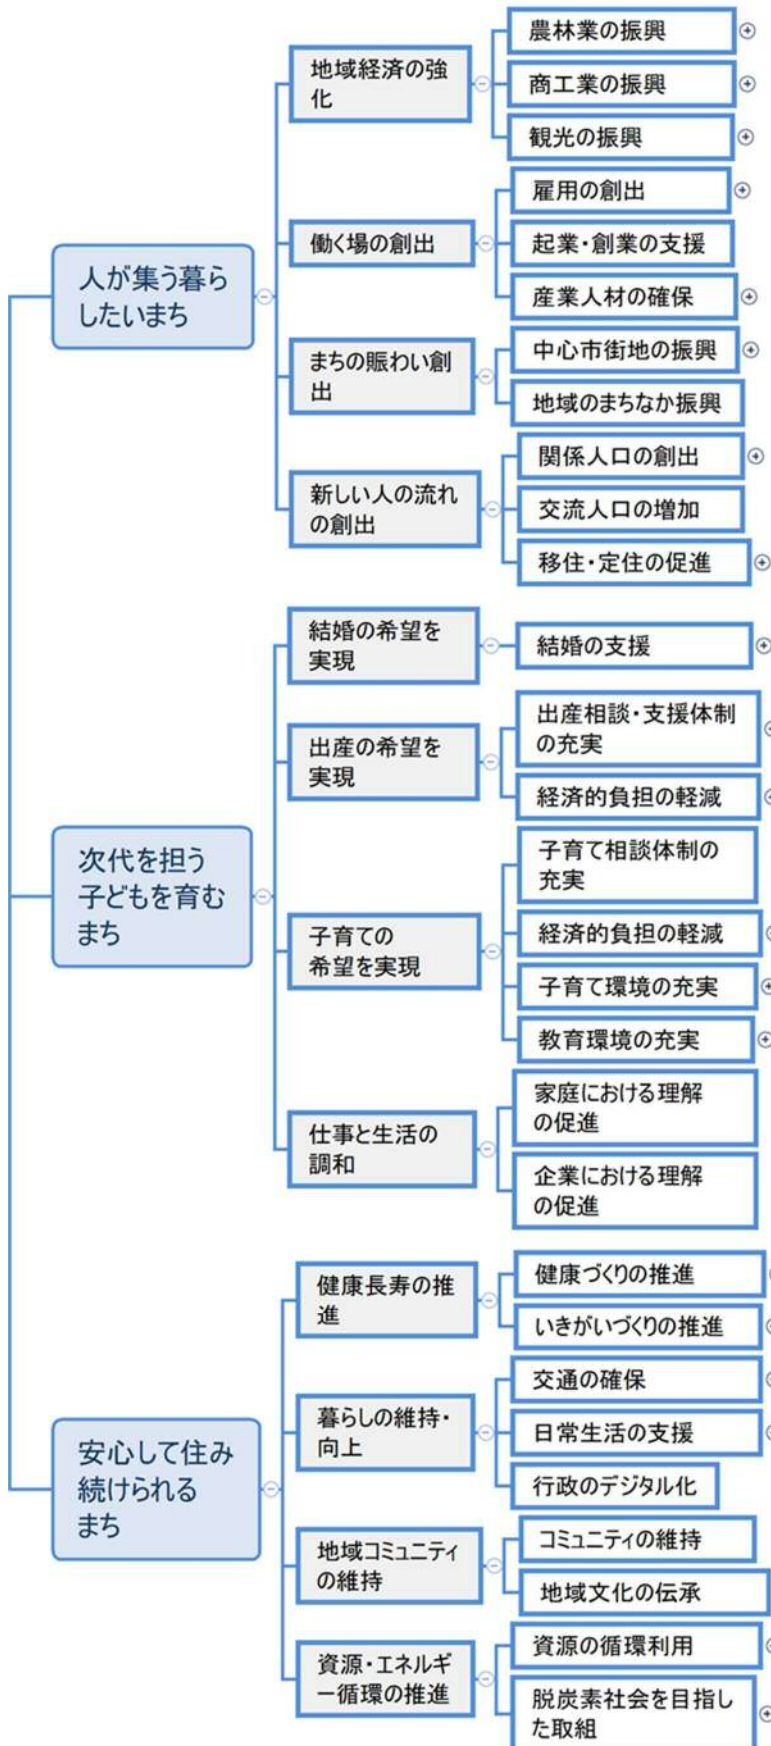 人が集う暮ら
したいまち
地域経済の強
化
農林業の振興
商工業の振興
観光の振興
働く場の創出
雇用の創出
起業・創業の支援
産業人材の確保
まちの賑わい創
出
中心市街地の振興
地域のまちなか振興
新しい人の流れ
の創出
関係人口の創出
交流人口の増加
移住・定住の促進
次代を担う
子どもを育む
まち
結婚の希望を
実現
結婚の支援
出産の希望を
実現
出産相談・支援体制
の充実
経済的負担の軽減
子育ての
希望を実現
子育て相談体制の
充実
経済的負担の軽減
子育て環境の充実
教育環境の充実
仕事と生活の
調和
家庭における理解
の促進
企業における理解
の促進
安心して住み
続けられる
まち
健康長寿の推
進
健康づくりの推進
いきがいづくりの推進
暮らしの維持・
向上
交通の確保
日常生活の支援
行政のデジタル化
地域コミュニティ
の維持
コミュニティの維持
地域文化の伝承
資源・エネルギ
ー循環の推進
資源の循環利用
脱炭素社会を目指し
た取組